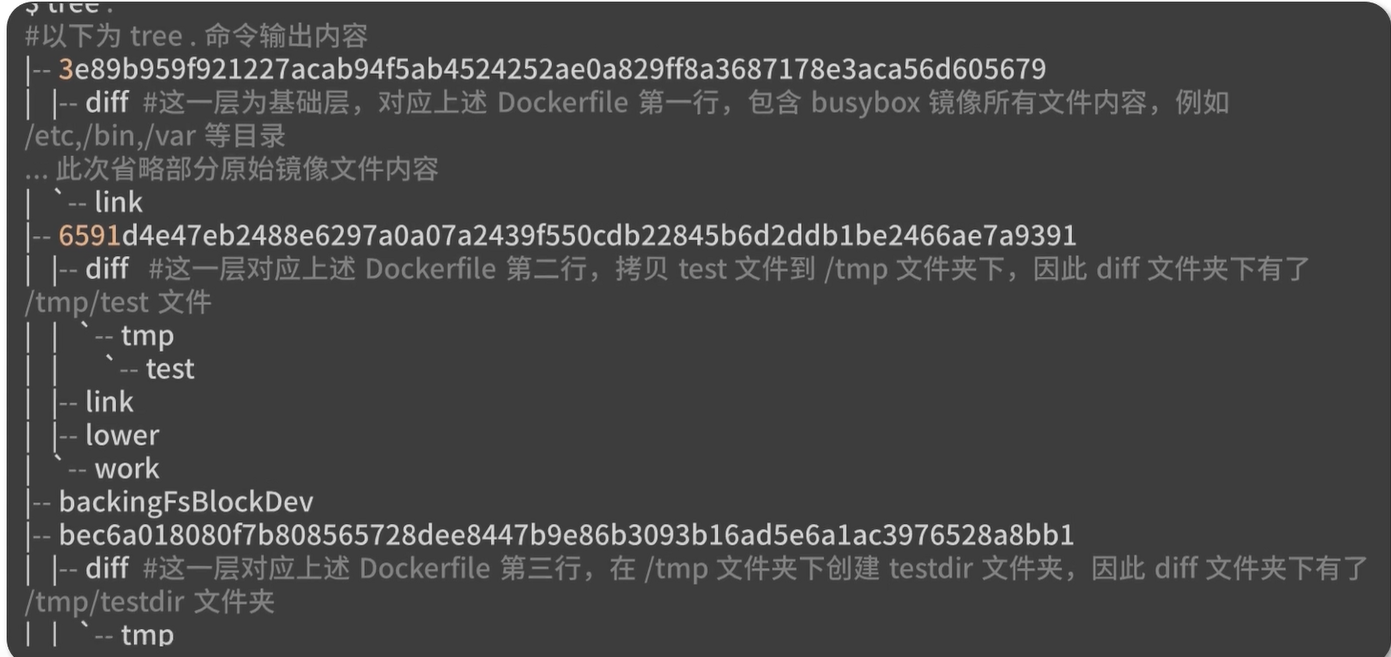 $ tree .
#以下为 tree . 命令输出内容
|-- 3e89b959f921227acab94f5ab4524252ae0a829ff8a3687178e3aca56d605679
|   |-- diff  #这一层为基础层，对应上述 Dockerfile 第一行，包含 busybox 镜像所有文件内容，例如
/etc,/bin,/var 等目录
... 此次省略部分原始镜像文件内容
|   `-- link
|-- 6591d4e47eb2488e6297a0a07a2439f550cdb22845b6d2ddb1be2466ae7a9391
|   |-- diff   #这一层对应上述 Dockerfile 第二行，拷贝 test 文件到 /tmp 文件夹下，因此 diff 文件夹下有了
/tmp/test 文件
|   |   `-- tmp
|   |       `-- test
|   |-- link
|   |-- lower
|   `-- work
|-- backingFsBlockDev
|-- bec6a018080f7b808565728dee8447b9e86b3093b16ad5e6a1ac3976528a8bb1
|   |-- diff  #这一层对应上述 Dockerfile 第三行，在 /tmp 文件夹下创建 testdir 文件夹，因此 diff 文件夹下有了
/tmp/testdir 文件夹
|   |   `-- tmp